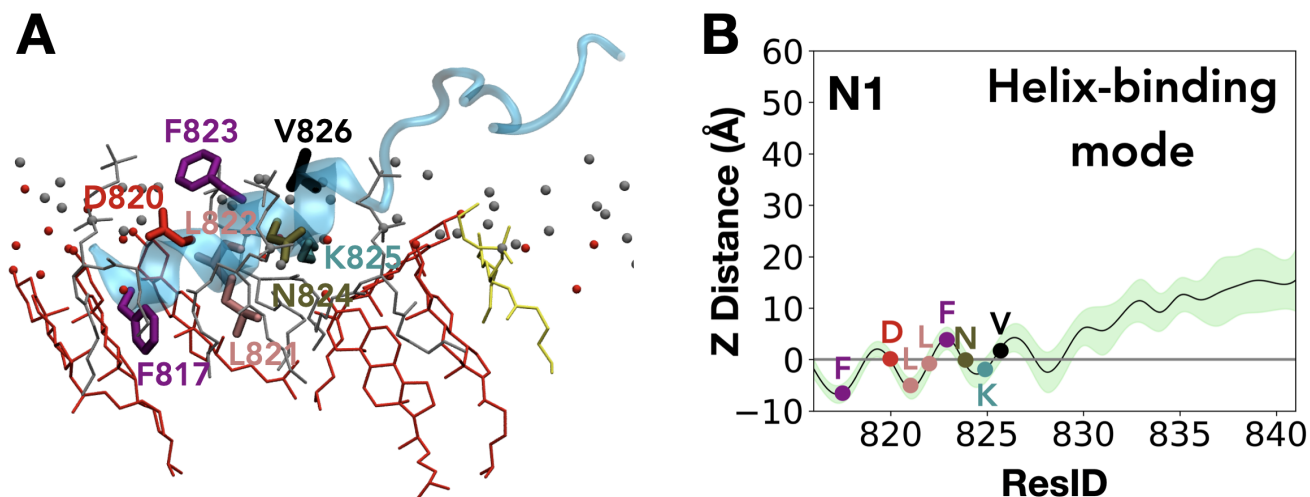 A
F823
V826
D820
L822
K825
N824
L821
F817
B
N1
Helix-binding
mode
Z Distance (Å)
60
50
40
30
20
10
0
−10
F
D
L
L
F
N
K
V
820
825
830
835
840
ResID